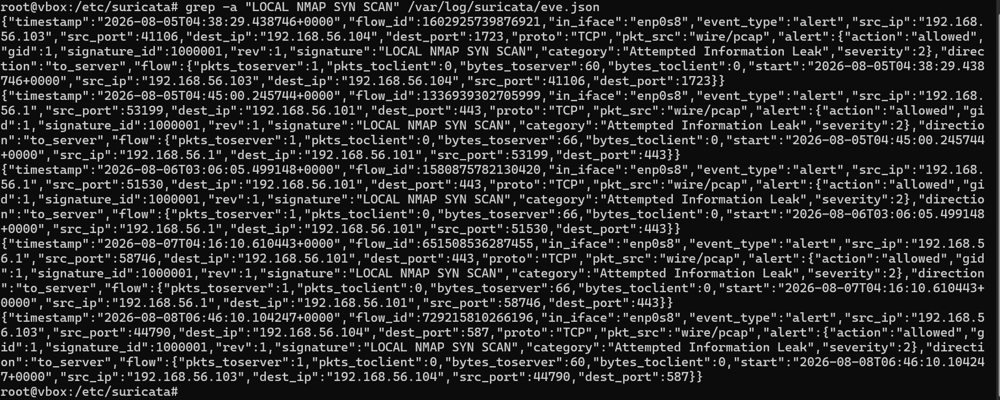 root@vbox:/etc/suricata# grep -a "LOCAL NMAP SYN SCAN" /var/log/suricata/eve.json
{"timestamp":"2026-08-05T04:38:29.438746+0000","flow_id":1602925739876921,"in_iface":"enp0s8","event_type":"alert","src_ip":"192.168.
56.103","src_port":41106,"dest_ip":"192.168.56.104","dest_port":1723,"proto":"TCP","pkt_src":"wire/pcap","alert":{"action":"allowed",
"gid":1,"signature_id":1000001,"rev":1,"signature":"LOCAL NMAP SYN SCAN","category":"Attempted Information Leak","severity":2},"direc
tion":"to_server","flow":{"pkts_toserver":1,"pkts_toclient":0,"bytes_toserver":60,"bytes_toclient":0,"start":"2026-08-05T04:38:29.438
746+0000","src_ip":"192.168.56.103","dest_ip":"192.168.56.104","src_port":41106,"dest_port":1723}}
{"timestamp":"2026-08-05T04:45:00.245744+0000","flow_id":1336939302705999,"in_iface":"enp0s8","event_type":"alert","src_ip":"192.168.
56.1","src_port":53199,"dest_ip":"192.168.56.101","dest_port":443,"proto":"TCP","pkt_src":"wire/pcap","alert":{"action":"allowed","gi
d":1,"signature_id":1000001,"rev":1,"signature":"LOCAL NMAP SYN SCAN","category":"Attempted Information Leak","severity":2},"directio
n":"to_server","flow":{"pkts_toserver":1,"pkts_toclient":0,"bytes_toserver":66,"bytes_toclient":0,"start":"2026-08-05T04:45:00.245744
+0000","src_ip":"192.168.56.1","dest_ip":"192.168.56.101","src_port":53199,"dest_port":443}}
{"timestamp":"2026-08-06T03:06:05.499148+0000","flow_id":1580875782130420,"in_iface":"enp0s8","event_type":"alert","src_ip":"192.168.
56.1","src_port":51530,"dest_ip":"192.168.56.101","dest_port":443,"proto":"TCP","pkt_src":"wire/pcap","alert":{"action":"allowed","gi
d":1,"signature_id":1000001,"rev":1,"signature":"LOCAL NMAP SYN SCAN","category":"Attempted Information Leak","severity":2},"directio
n":"to_server","flow":{"pkts_toserver":1,"pkts_toclient":0,"bytes_toserver":66,"bytes_toclient":0,"start":"2026-08-06T03:06:05.499148
+0000","src_ip":"192.168.56.1","dest_ip":"192.168.56.101","src_port":51530,"dest_port":443}}
{"timestamp":"2026-08-07T04:16:10.610443+0000","flow_id":651508536287455,"in_iface":"enp0s8","event_type":"alert","src_ip":"192.168.5
6.1","src_port":58746,"dest_ip":"192.168.56.101","dest_port":443,"proto":"TCP","pkt_src":"wire/pcap","alert":{"action":"allowed","gid
":1,"signature_id":1000001,"rev":1,"signature":"LOCAL NMAP SYN SCAN","category":"Attempted Information Leak","severity":2},"direction
":"to_server","flow":{"pkts_toserver":1,"pkts_toclient":0,"bytes_toserver":66,"bytes_toclient":0,"start":"2026-08-07T04:16:10.610443+
0000","src_ip":"192.168.56.1","dest_ip":"192.168.56.101","src_port":58746,"dest_port":443}}
{"timestamp":"2026-08-08T06:46:10.104247+0000","flow_id":729215810266196,"in_iface":"enp0s8","event_type":"alert","src_ip":"192.168.5
6.103","src_port":44790,"dest_ip":"192.168.56.104","dest_port":587,"proto":"TCP","pkt_src":"wire/pcap","alert":{"action":"allowed","g
id":1,"signature_id":1000001,"rev":1,"signature":"LOCAL NMAP SYN SCAN","category":"Attempted Information Leak","severity":2},"directi
on":"to_server","flow":{"pkts_toserver":1,"pkts_toclient":0,"bytes_toserver":60,"bytes_toclient":0,"start":"2026-08-08T06:46:10.10424
7+0000","src_ip":"192.168.56.103","dest_ip":"192.168.56.104","src_port":44790,"dest_port":587}}
root@vbox:/etc/suricata#